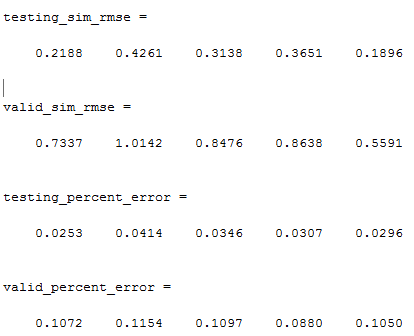 testing_sim_rmse =
0.2188 0.4261 0.3138 0.3651 0.1896
valid_sim_rmse =
0.7337 1.0142 0.8476 0.8638 0.5591
testing_percent_error =
0.0253 0.0414 0.0346 0.0307 0.0296
valid_percent_error =
0.1072 0.1154 0.1097 0.0880 0.1050